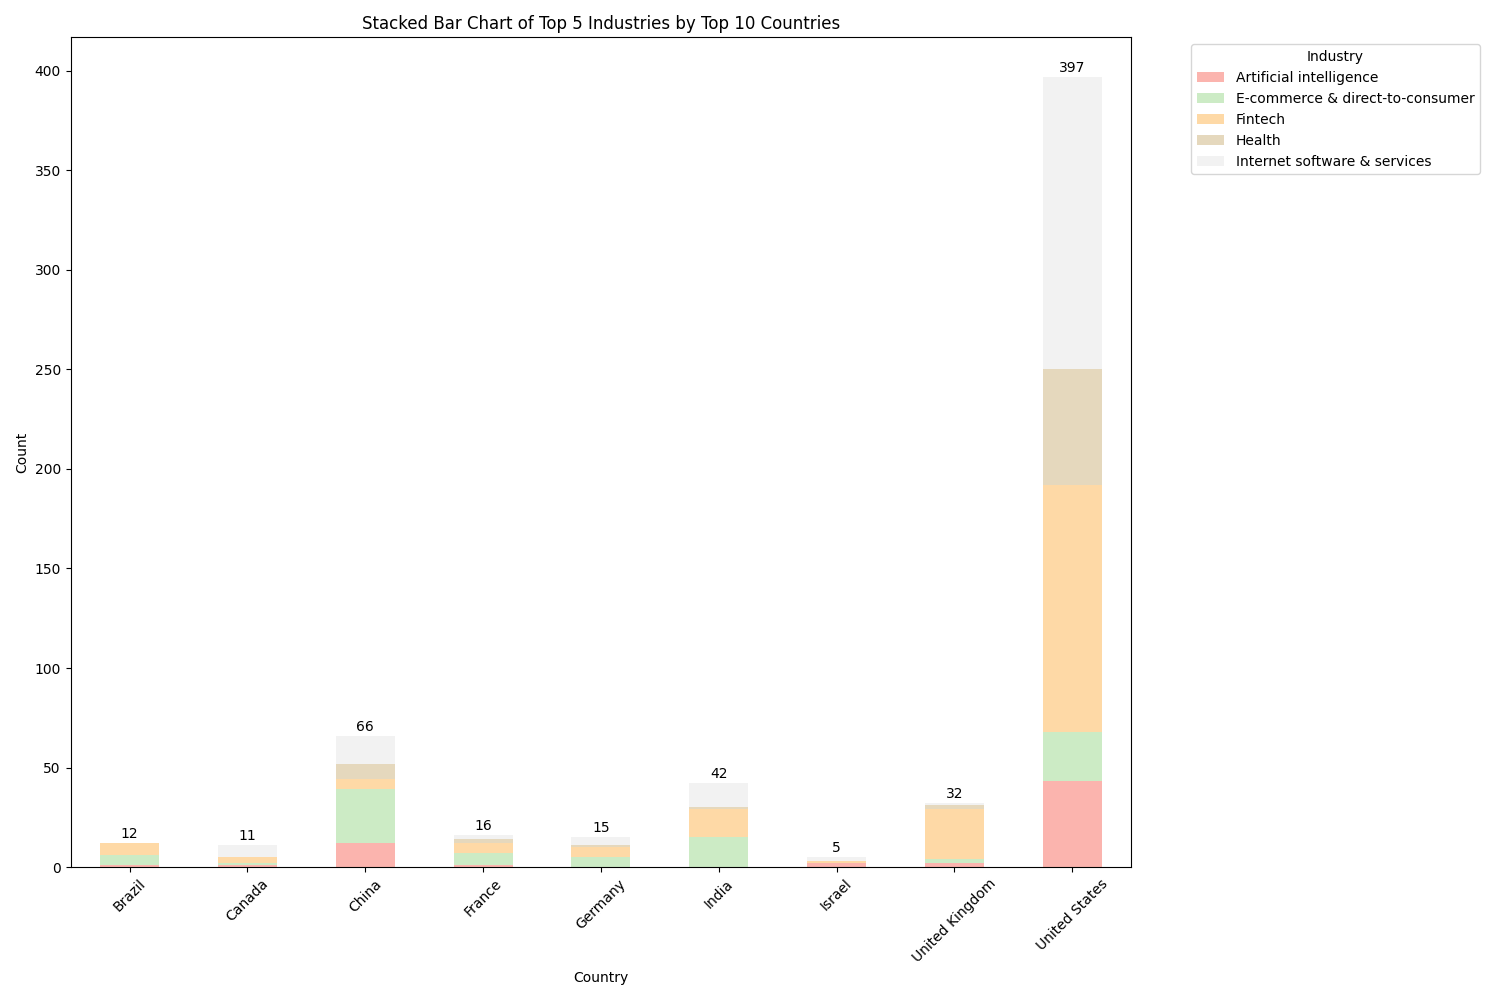 Stacked Bar Chart of Top 5 Industries by Top 10 Countries
Industry
Artificial intelligence
E-commerce & direct-to-consumer
Fintech
Health
Internet software & services
Count
400
350
300
250
200
150
100
50
0
12
11
66
16
15
42
5
32
397
Brazil
Canada
China
France
Germany
India
Israel
United Kingdom
United States
Country